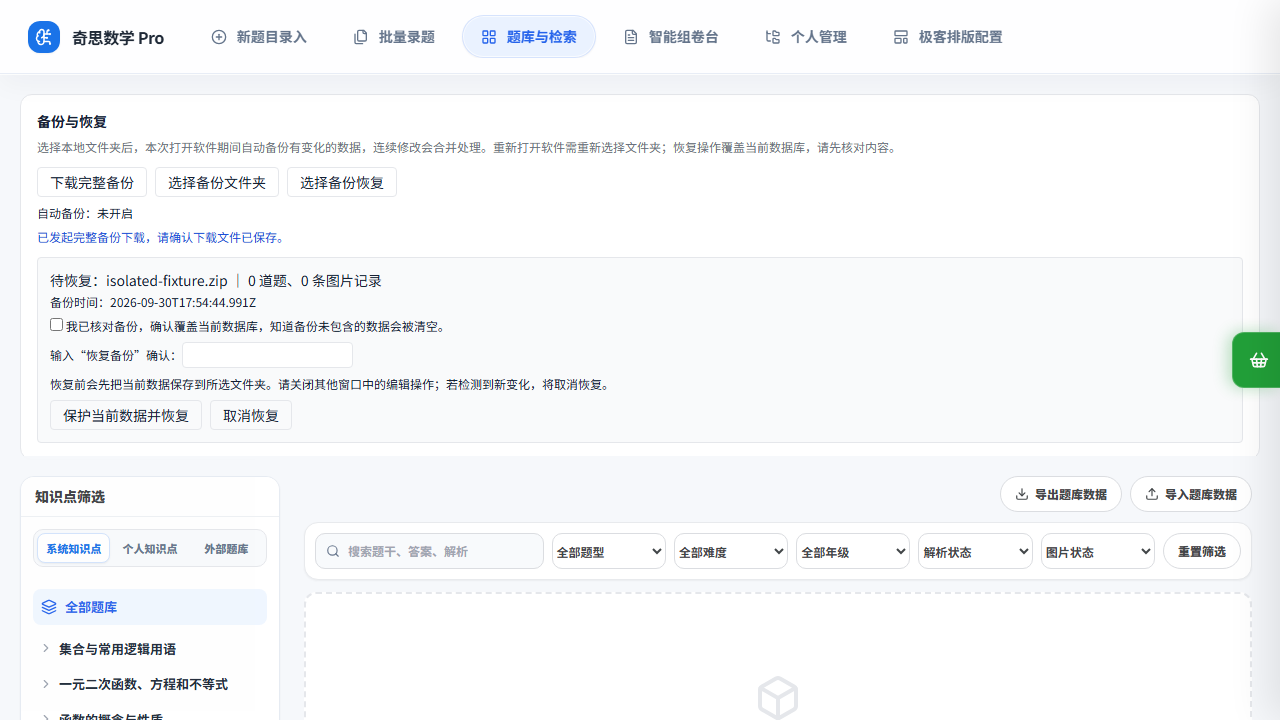 奇思数学 Pro 新题目录入 批量录题 题库与检索 智能组卷台 个人管理 极客排版配置
备份与恢复
选择本地文件夹后，本次打开软件期间自动备份有变化的数据，连续修改会合并处理。重新打开软件需重新选择文件夹；恢复操作覆盖当前数据库，请先核对内容。
下载完整备份 选择备份文件夹 选择备份恢复
自动备份：未开启
已发起完整备份下载，请确认下载文件已保存。
待恢复：isolated-fixture.zip ｜ 0 道题、0 条图片记录
备份时间：2026-09-30T17:54:44.991Z
我已核对备份，确认覆盖当前数据库，知道备份未包含的数据会被清空。
输入“恢复备份”确认：
恢复前会先把当前数据保存到所选文件夹。请关闭其他窗口中的编辑操作；若检测到新变化，将取消恢复。
保护当前数据并恢复 取消恢复
知识点筛选
导出题库数据 导入题库数据
系统知识点 个人知识点 外部题库
搜索题干、答案、解析 全部题型 全部难度 全部年级 解析状态 图片状态 重置筛选
全部题库
集合与常用逻辑用语
一元二次函数、方程和不等式
函数的概念与性质